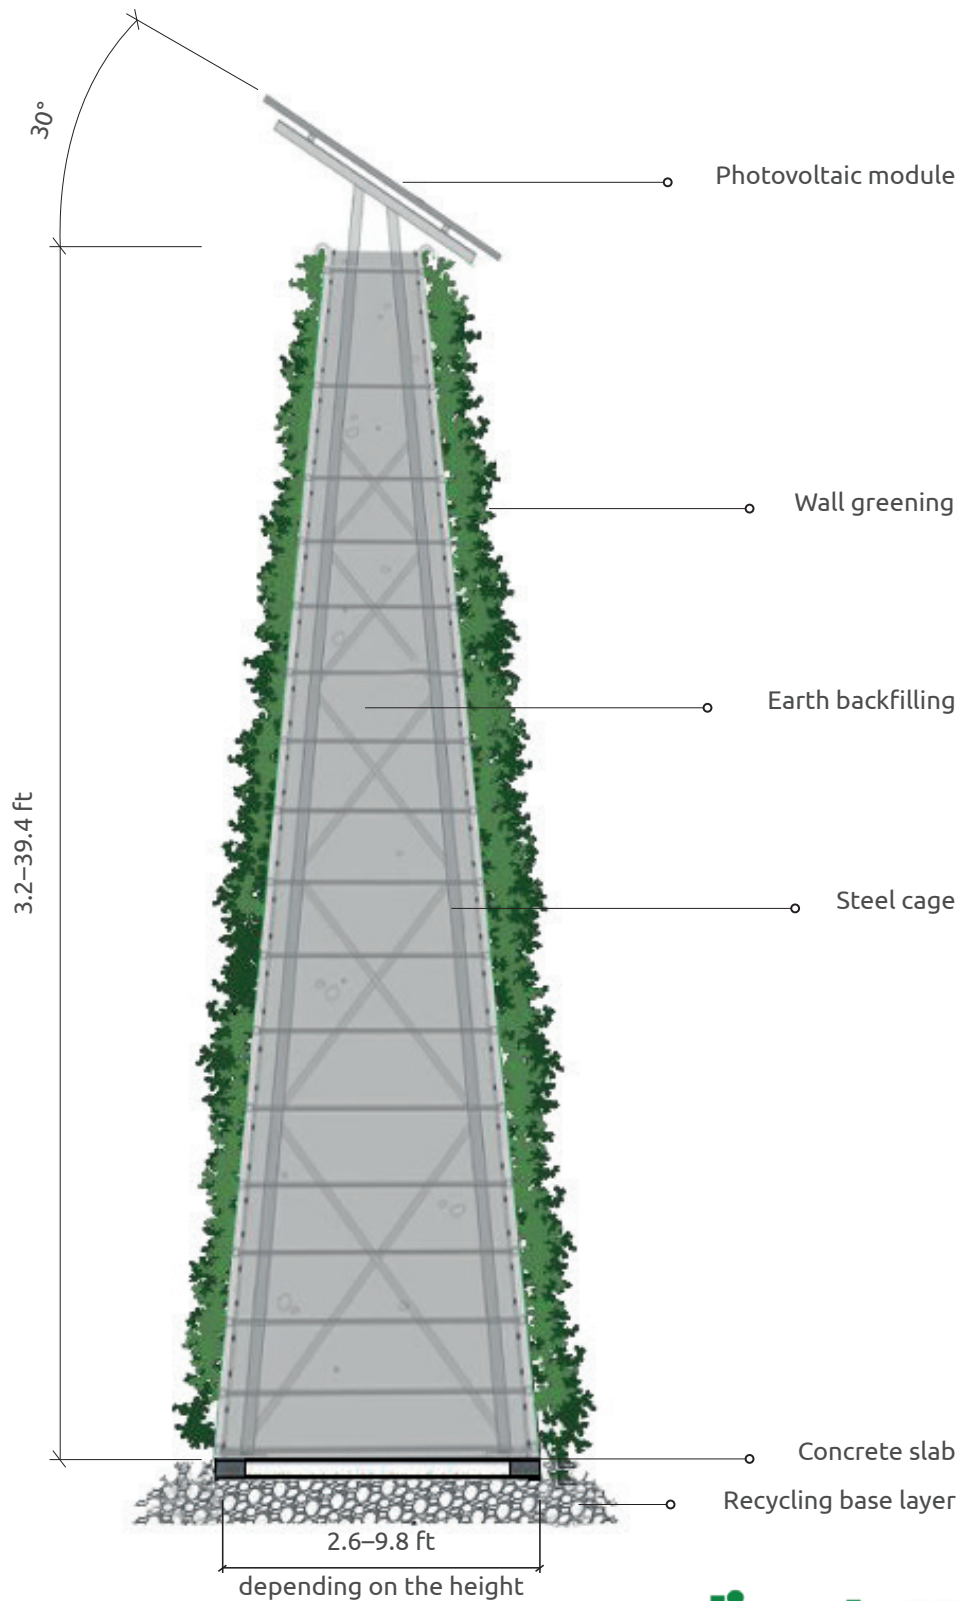 30°
Photovoltaic module
Wall greening
Earth backfilling
3.2–39.4 ft
Steel cage
Concrete slab
Recycling base layer
2.6–9.8 ft
depending on the height